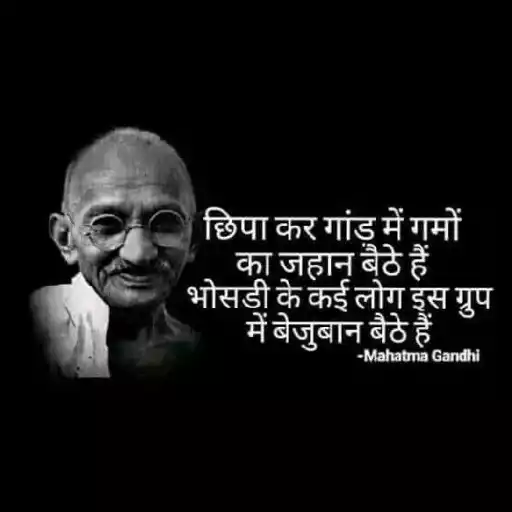 छिपा कर गांड में गमों
का जहान बैठे हैं
भोसडी के कई लोग इस ग्रुप
में बेजुबान बैठे हैं
-Mahatma Gandhi